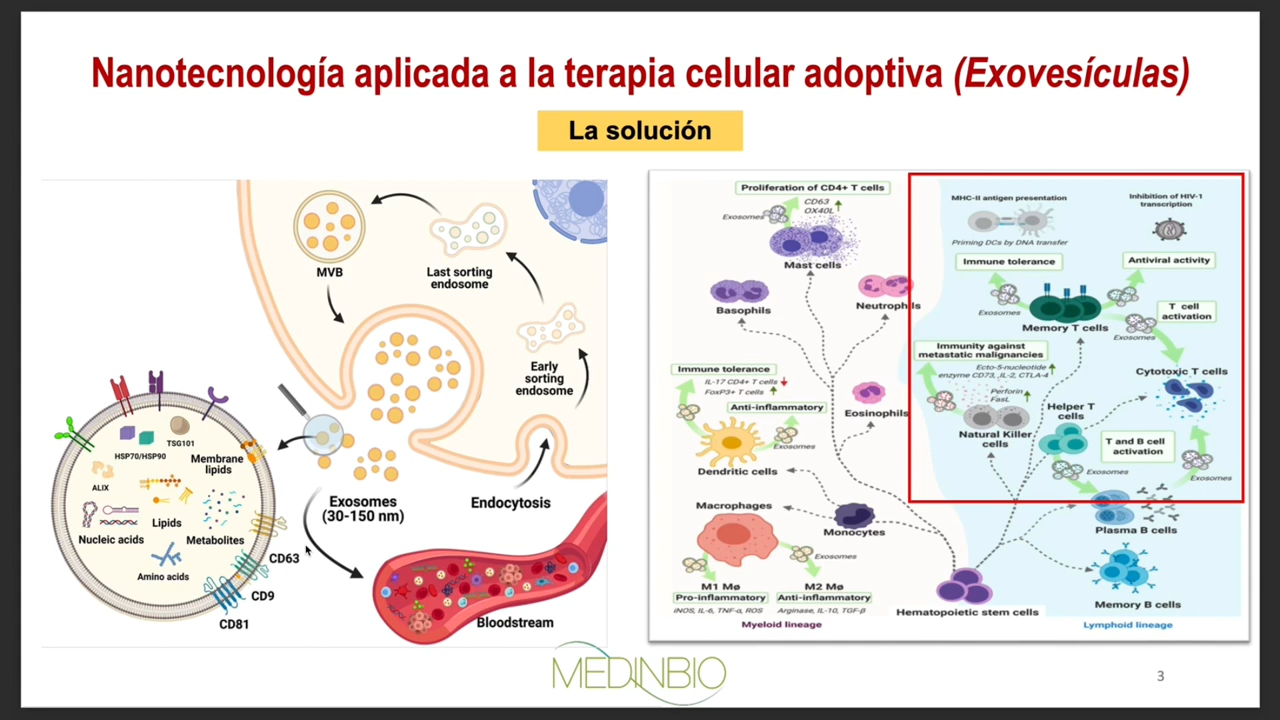 Nanotecnología aplicada a la terapia celular adoptiva (Exovesículas)
La solución
MVB
Last sorting
endosome
Early
sorting
endosome
Endocytosis
Exosomes
(30-150 nm)
Bloodstream
HSP70/HSP90
TSG101
Membrane
lipids
ALIX
Lipids
Nucleic acids
Metabolites
Amino acids
CD63
CD9
CD81
Proliferation of CD4+ T cells
Exosomes
CD63
OX40L
Mast cells
Basophils
Neutrophils
Immune tolerance
IL-17 CD4+ T cells
FoxP3+ T cells
Anti-inflammatory
Exosomes
Eosinophils
Dendritic cells
Macrophages
Monocytes
Exosomes
M1 Mø
Pro-inflammatory
iNOS, IL-6, TNF-α, ROS
M2 Mø
Anti-inflammatory
Arginase, IL-10, TGF-β
Myeloid lineage
Hematopoietic stem cells
MHC-II antigen presentation
Priming DCs by DNA transfer
Immune tolerance
Exosomes
Inhibition of HIV-1
transcription
Antiviral activity
Memory T cells
T cell
activation
Exosomes
Immunity against
metastatic malignancies
Ecto-5-nucleotide
enzyme CD73, ,IL-2, CTLA-4
Perforin
FasL
Exosomes
Natural Killer
cells
Helper T
cells
Cytotoxic T cells
T and B cell
activation
Exosomes
Exosomes
Plasma B cells
Memory B cells
Lymphoid lineage
MEDINBIO
3